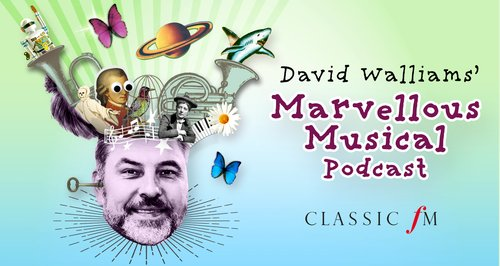 David Walliams'
Marvellous
Musical
Podcast
CLASSIC fM